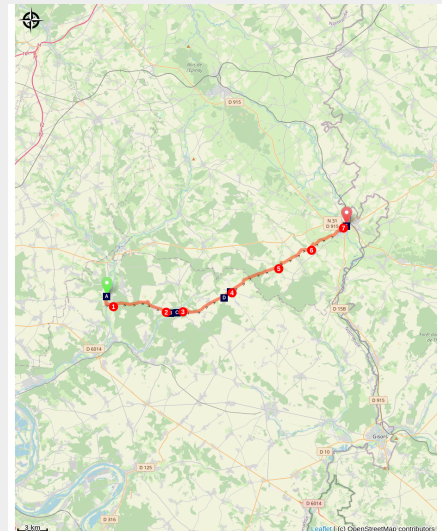 D 915
N 31
D 915
A
7
6
5
4
D
1
2
C
3
D 6014
D 15B
D 915
Gisors
D 10
D 125
D 6014
D 316
3 km
Leaflet | (c) OpenStreetMap contributors